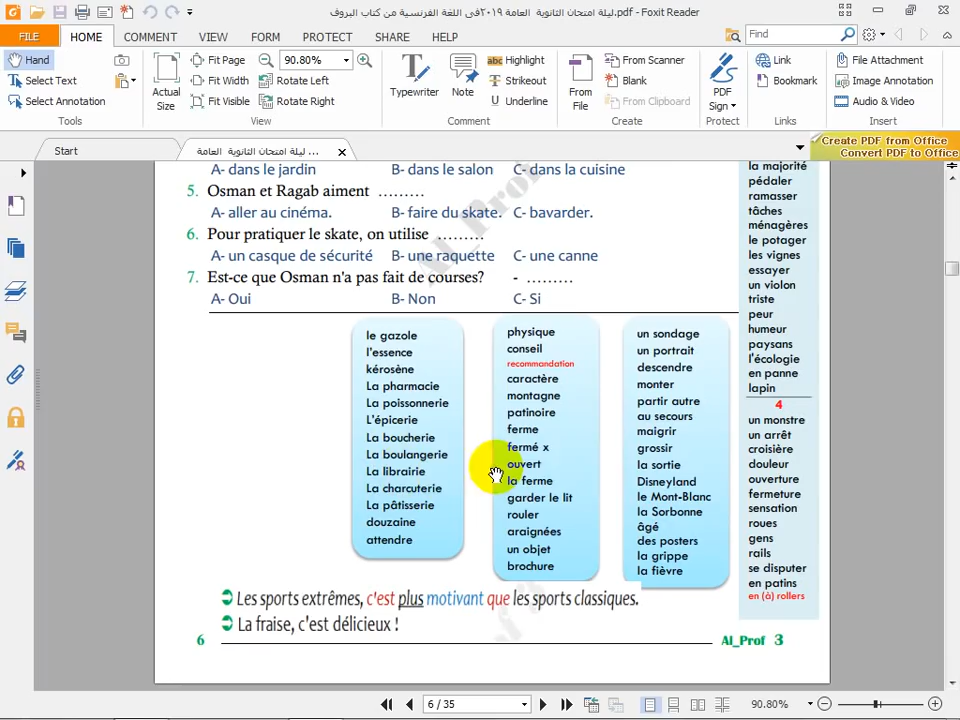 ليلة امتحان الثانوية العامة ٢٠١٩فى اللغة الفرنسية من كتاب البروف.pdf - Foxit Reader
FILE HOME COMMENT VIEW FORM PROTECT SHARE HELP
Find
Hand
Select Text
Select Annotation
Tools
Actual Size
Fit Page
Fit Width
Fit Visible
90.80%
Rotate Left
Rotate Right
View
Typewriter
Note
Highlight
Strikeout
Underline
Comment
From File
From Scanner
Blank
From Clipboard
Create
PDF Sign
Protect
Link
Bookmark
Links
File Attachment
Image Annotation
Audio & Video
Insert
Start
ليلة امتحان الثانوية العامة ...
Create PDF from Office
Convert PDF to Office
A- dans le jardin B- dans le salon C- dans la cuisine
5. Osman et Ragab aiment ………
A- aller au cinéma. B- faire du skate. C- bavarder.
6. Pour pratiquer le skate, on utilise ………
A- un casque de sécurité B- une raquette C- une canne
7. Est-ce que Osman n'a pas fait de courses? - ………
A- Oui B- Non C- Si
le gazole
l'essence
kérosène
La pharmacie
La poissonnerie
L'épicerie
La boucherie
La boulangerie
La librairie
La charcuterie
La pâtisserie
douzaine
attendre
physique
conseil
recommandation
caractère
montagne
patinoire
ferme
fermé x
ouvert
la ferme
garder le lit
rouler
araignées
un objet
brochure
un sondage
un portrait
descendre
monter
partir autre
au secours
maigrir
grossir
la sortie
Disneyland
le Mont-Blanc
la Sorbonne
âgé
des posters
la grippe
la fièvre
la majorité
pédaler
ramasser
tâches
ménagères
le potager
les vignes
essayer
un violon
triste
peur
humeur
paysans
l'écologie
en panne
lapin
4
un monstre
un arrêt
croisière
douleur
ouverture
fermeture
sensation
roues
gens
rails
se disputer
en patins
en (à) rollers
Les sports extrêmes, c'est plus motivant que les sports classiques.
La fraise, c'est délicieux !
6
Al_Prof 3
Al_Prof
6 / 35
90.80%